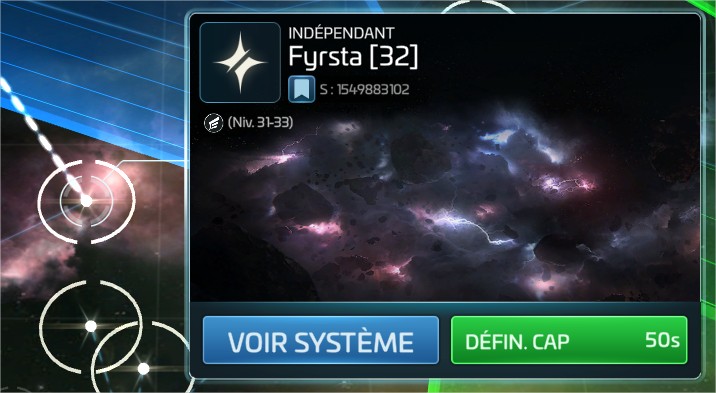 INDÉPENDANT
Fyrsta [32]
S : 1549883102
(Niv. 31-33)
VOIR SYSTÈME
DÉFIN. CAP 50s